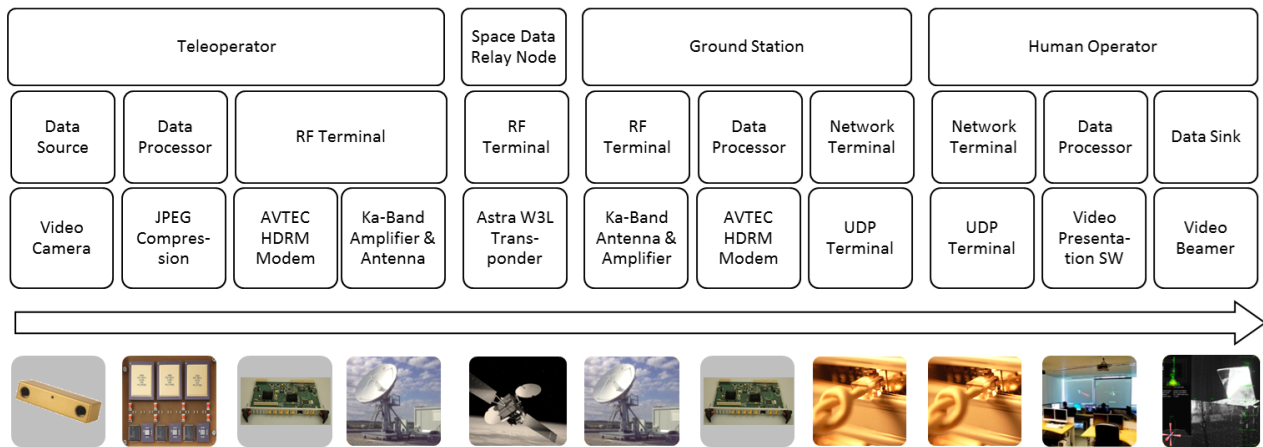 Teleoperator
Space Data
Relay Node
Ground Station
Human Operator
Data
Source
Data
Processor
RF Terminal
RF
Terminal
RF
Terminal
Data
Processor
Network
Terminal
Network
Terminal
Data
Processor
Data Sink
Video
Camera
JPEG
Compres-
sion
AVTEC
HDRM
Modem
Ka-Band
Amplifier &
Antenna
Astra W3L
Trans-
ponder
Ka-Band
Antenna &
Amplifier
AVTEC
HDRM
Modem
UDP
Terminal
UDP
Terminal
Video
Presenta-
tion SW
Video
Beamer